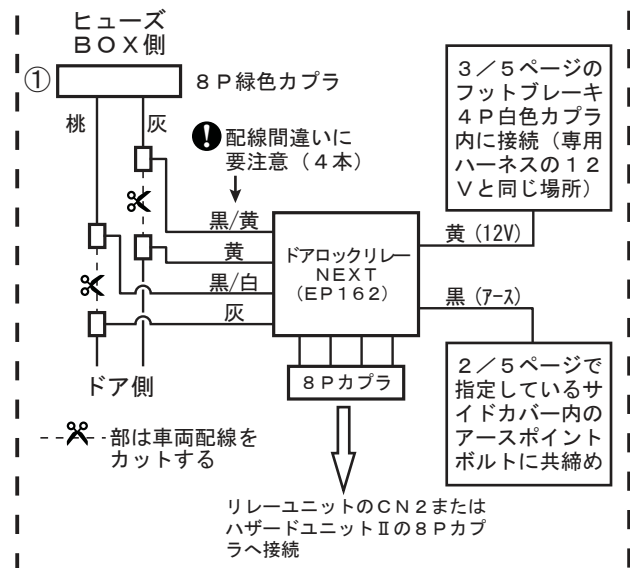 ヒューズ
ＢＯＸ側
①
８Ｐ緑色カプラ
桃
灰
配線間違いに
要注意（４本）
３／５ページの
フットブレーキ
４Ｐ白色カプラ
内に接続（専用
ハーネスの１２
Ｖと同じ場所）
黒/黄
黄
黒/白
灰
ドアロックリレー
ＮＥＸＴ
(ＥＰ１６２)
黄 (12V)
黒 (ｱｰｽ)
８Ｐカプラ
ドア側
２／５ページで
指定しているサ
イドカバー内の
アースポイント
ボルトに共締め
部は車両配線を
カットする
リレーユニットのＣＮ２または
ハザードユニットⅡの８Ｐカプ
ラへ接続